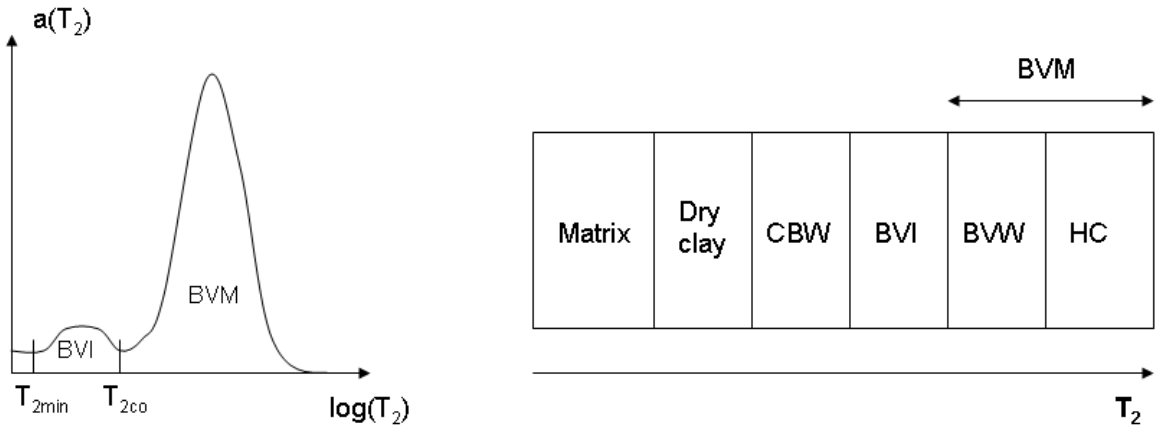 a(T₂)
BVM
BVI
T₂min
T₂co
log(T₂)
BVM
Matrix
Dry
clay
CBW
BVI
BVW
HC
T₂